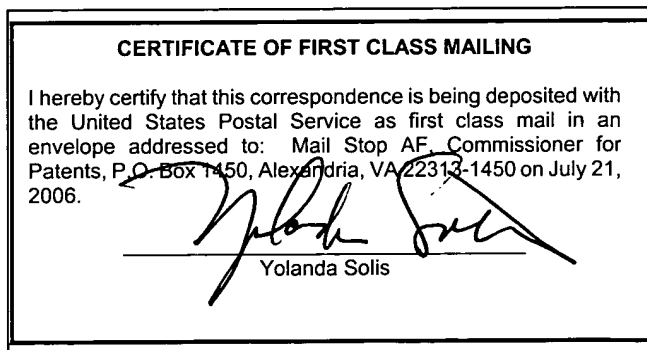 CERTIFICATE OF FIRST CLASS MAILING
I hereby certify that this correspondence is being deposited with
the United States Postal Service as first class mail in an
envelope addressed to: Mail Stop AF, Commissioner for
Patents, P.O. Box 1450, Alexandria, VA 22313-1450 on July 21,
2006.
Yolanda Solis
Yolanda Solis